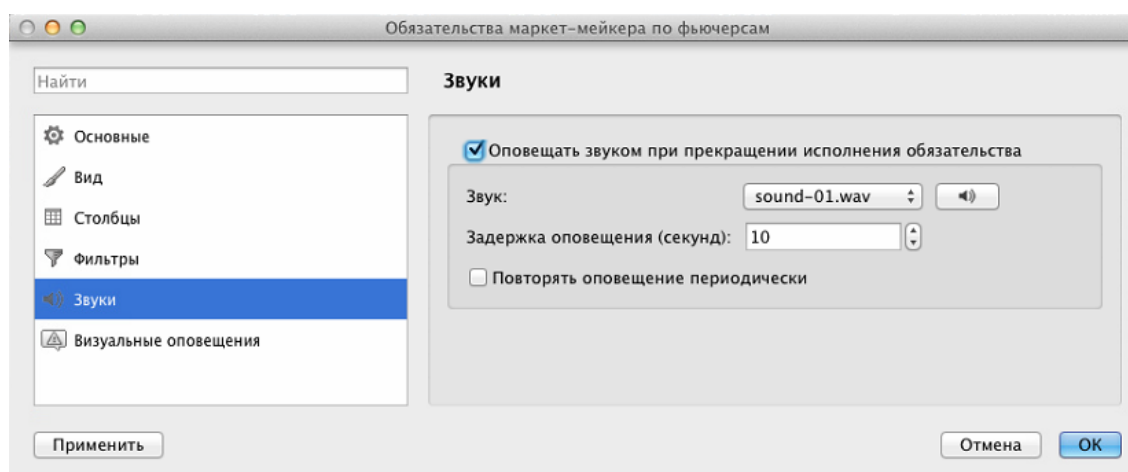 Обязательства маркет-мейкера по фьючерсам
Найти
Основные
Вид
Столбцы
Фильтры
Звуки
Визуальные оповещения
Звуки
Оповещать звуком при прекращении исполнения обязательства
Звук: sound-01.wav
Задержка оповещения (секунд): 10
Повторять оповещение периодически
Применить Отмена OK